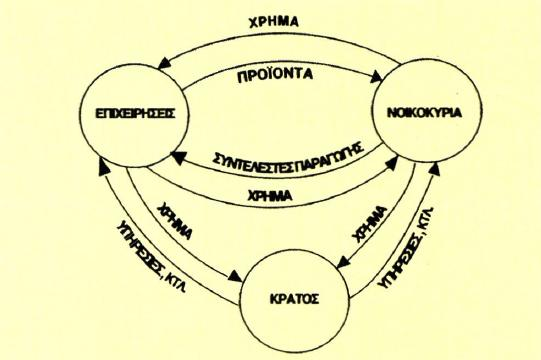 ΧΡΗΜΑ
ΠΡΟΪΟΝΤΑ
ΕΠΙΧΕΙΡΗΣΕΙΣ
ΝΟΙΚΟΚΥΡΙΑ
ΣΥΝΤΕΛΕΣΤΕΣ ΠΑΡΑΓΩΓΗΣ
ΧΡΗΜΑ
ΧΡΗΜΑ
ΧΡΗΜΑ
ΥΠΗΡΕΣΙΕΣ, ΚΤΛ.
ΥΠΗΡΕΣΙΕΣ, ΚΤΛ.
ΚΡΑΤΟΣ